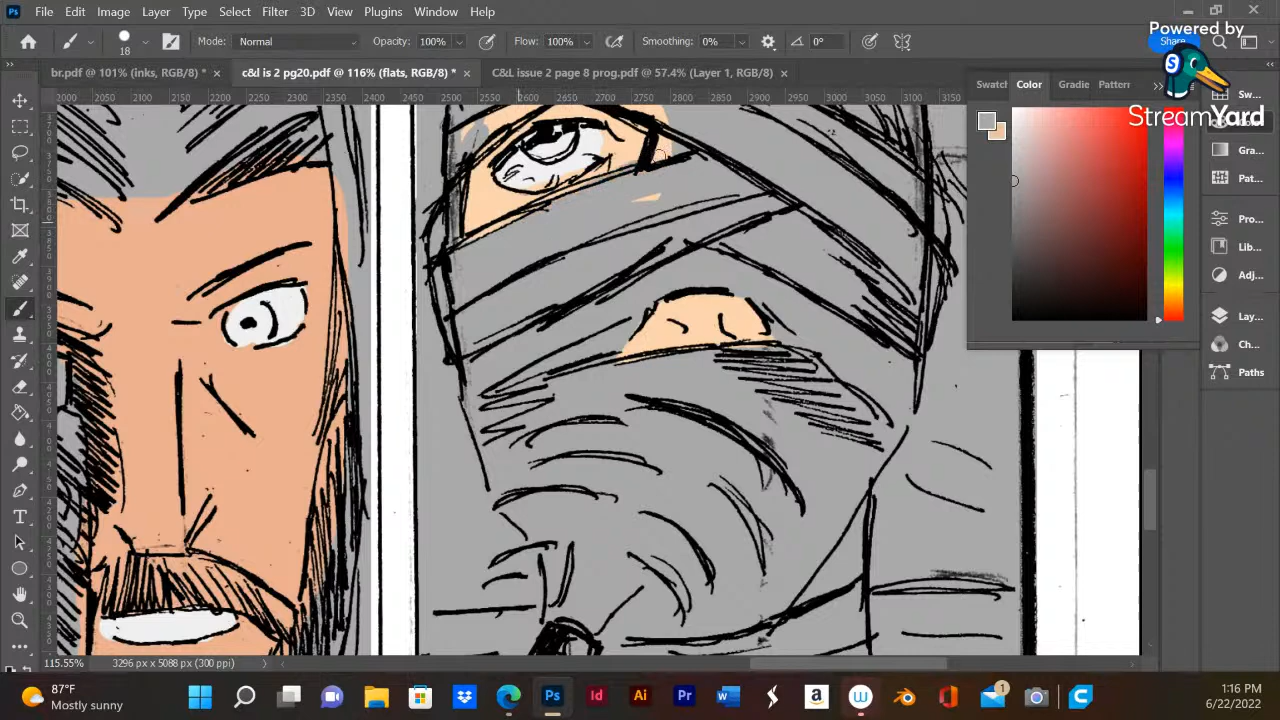 File Edit Image Layer Type Select Filter 3D View Plugins Window Help
Powered by
StreamYard
18 Mode: Normal Opacity: 100% Flow: 100% Smoothing: 0% 0° Share
br.pdf @ 101% (inks, RGB/8) * × c&l is 2 pg20.pdf @ 116% (flats, RGB/8) * × C&L issue 2 page 8 prog.pdf @ 57.4% (Layer 1, RGB/8) ×
Swatch Color Gradie Pattern
2000 2050 2100 2150 2200 2250 2300 2350 2400 2450 2500 2550 2600 2650 2700 2750 2800 2850 2900 2950 3000 3050 3100 3150
Sw...
Gra...
Pat...
Pro...
Lib...
Adj...
Lay...
Ch...
Paths
115.55% 3296 px x 5088 px (300 ppi)
87°F
Mostly sunny
1:16 PM
6/22/2022